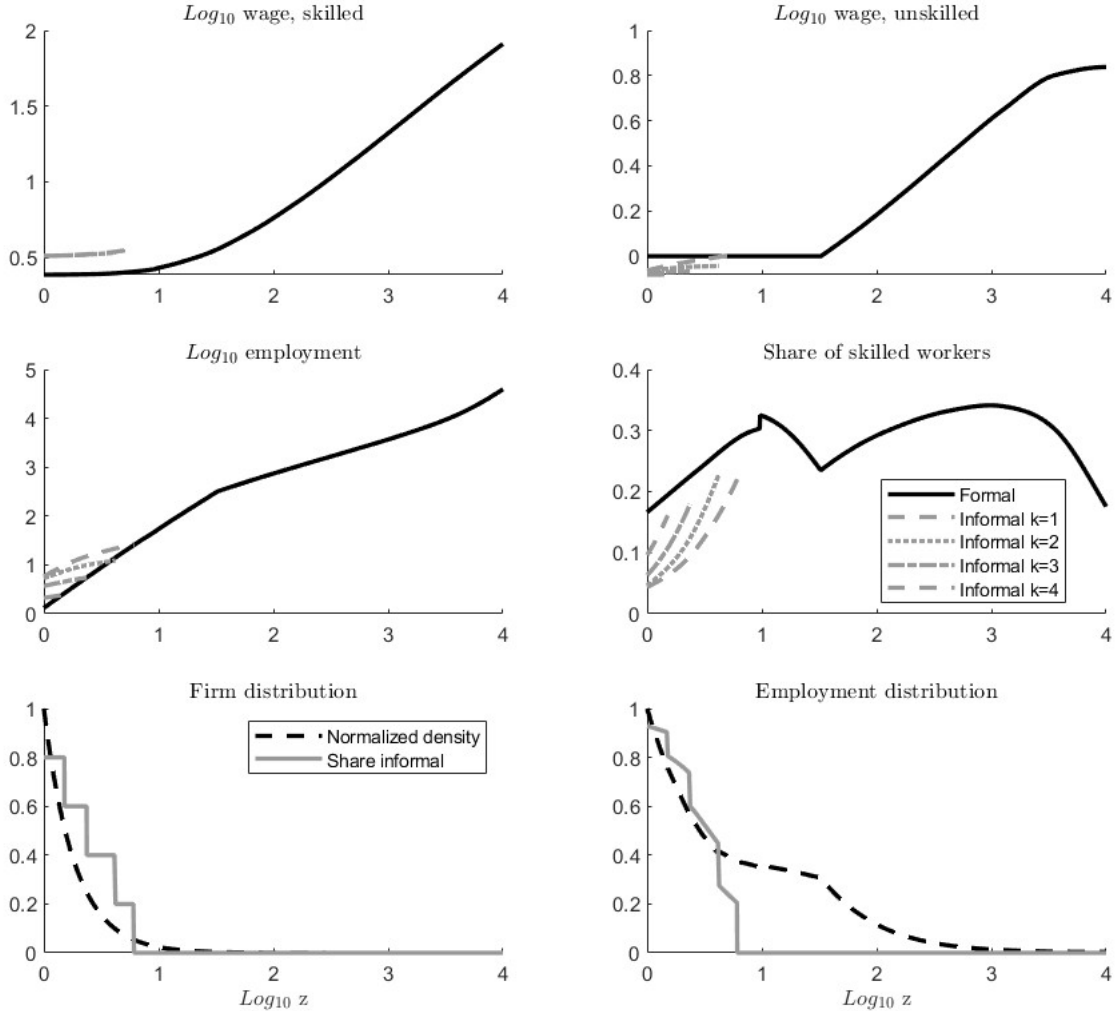 Log10 wage, skilled
2
1.5
1
0.5
0 1 2 3 4
Log10 wage, unskilled
1
0.8
0.6
0.4
0.2
0
0 1 2 3 4
Log10 employment
5
4
3
2
1
0
0 1 2 3 4
Share of skilled workers
0.4
0.3
0.2
0.1
0
0 1 2 3 4
Formal
Informal k=1
Informal k=2
Informal k=3
Informal k=4
Firm distribution
1
0.8
0.6
0.4
0.2
0
0 1 2 3 4
Normalized density
Share informal
Log10 z
Employment distribution
1
0.8
0.6
0.4
0.2
0
0 1 2 3 4
Log10 z